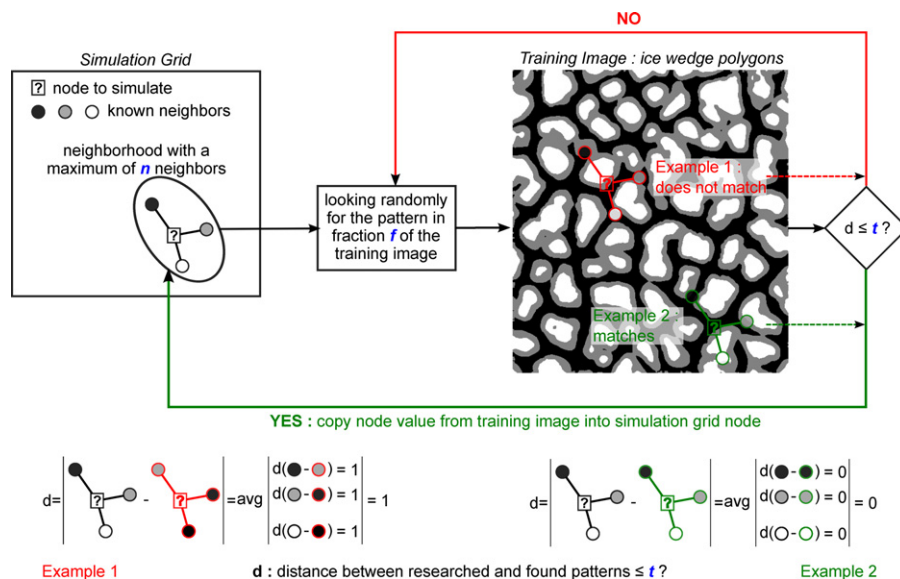 NO
Simulation Grid
Training Image : ice wedge polygons
? node to simulate
known neighbors
neighborhood with a
maximum of n neighbors
?
looking randomly
for the pattern in
fraction f of the
training image
?
Example 1
does not match
d ≤ t ?
Example 2
matches
?
YES : copy node value from training image into simulation grid node
d= ? - ? =avg d( - ) = 1
d( - ) = 1
d( - ) = 1
= 1
d= ? - ? =avg d( - ) = 0
d( - ) = 0
d( - ) = 0
= 0
Example 1
d : distance between researched and found patterns ≤ t ?
Example 2